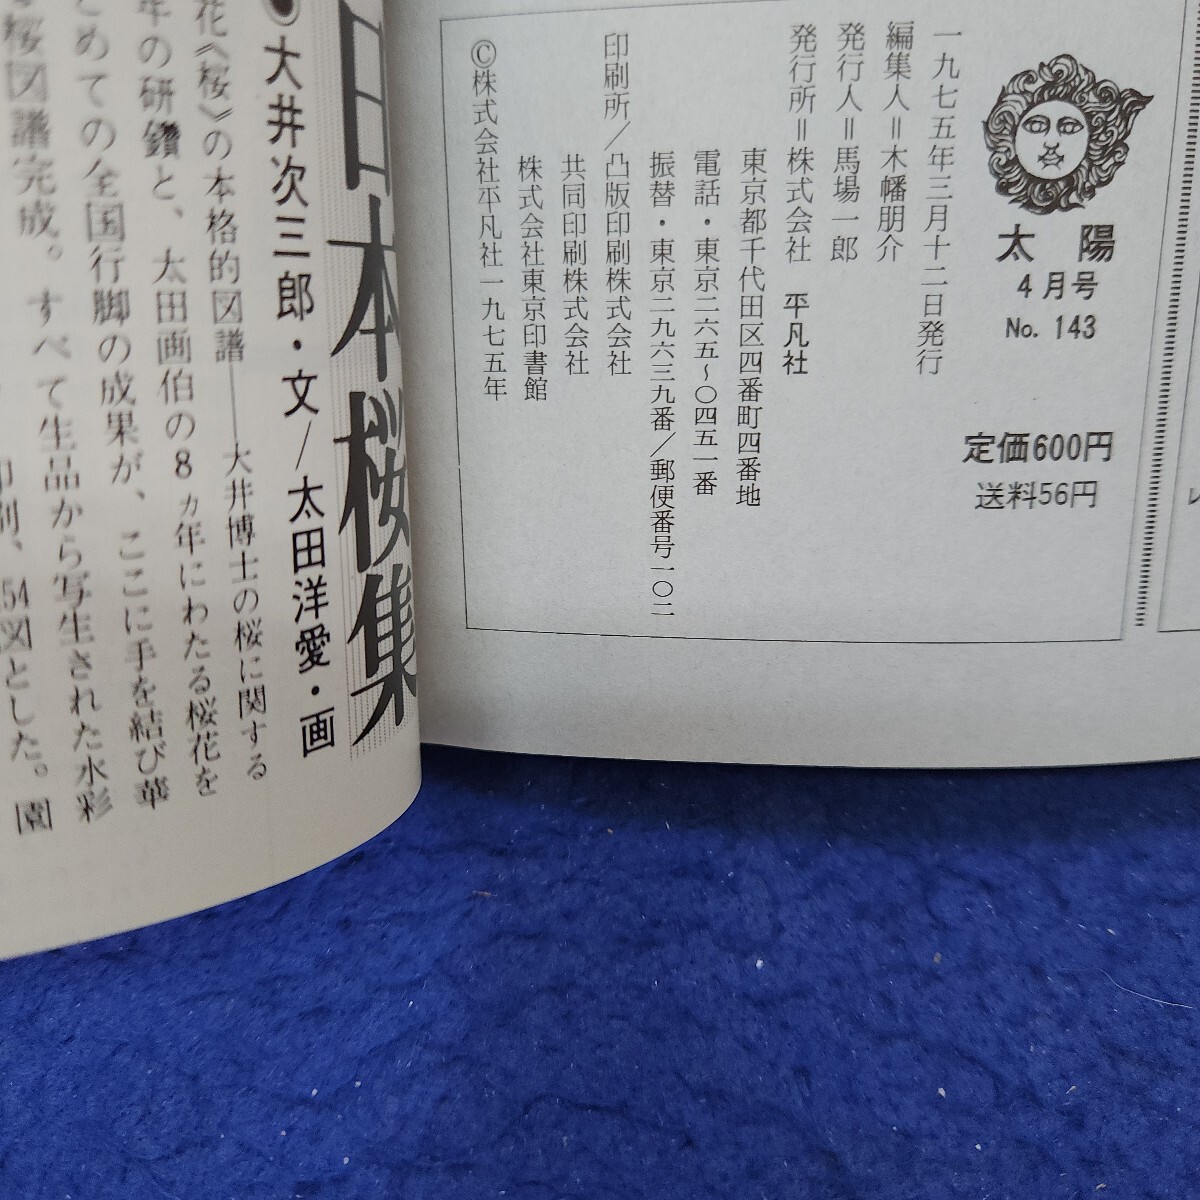 太陽
4月号
No. 143
定価600円
送料56円
一九七五年三月十二日発行
編集人＝木幡朋介
発行人＝馬場一郎
発行所＝株式会社 平凡社
東京都千代田区四番町四番地
電話・東京二六五〜〇四五一番
振替・東京二九六三九番/郵便番号一〇二
印刷所/凸版印刷株式会社
共同印刷株式会社
株式会社東京印書館
©株式会社平凡社一九七五年
日本桜集
大井次三郎・文/太田洋愛・画
花《桜》の本格的図譜——大井博士の桜に関する
年の研鑽と、太田画伯の8ヵ年にわたる桜花を
とめての全国行脚の成果が、ここに手を結び華
桜図譜完成。すべて生品から写生された水彩
印刷、54図とした。園